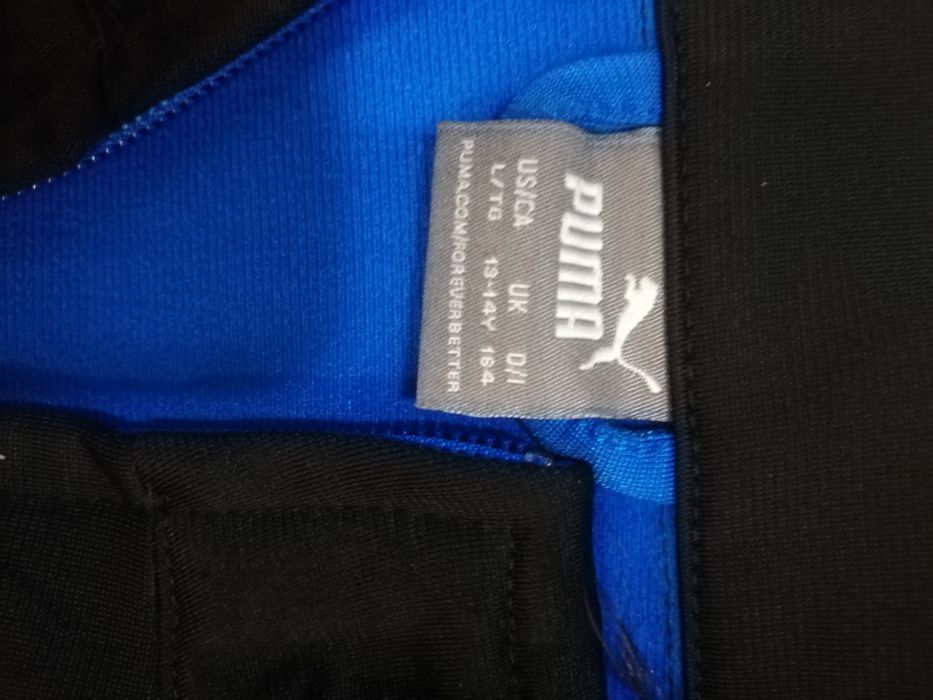 PUMA
US/CA UK D/I
L/TG 13-14Y 164
PUMA.COM/FOREVERBETTER